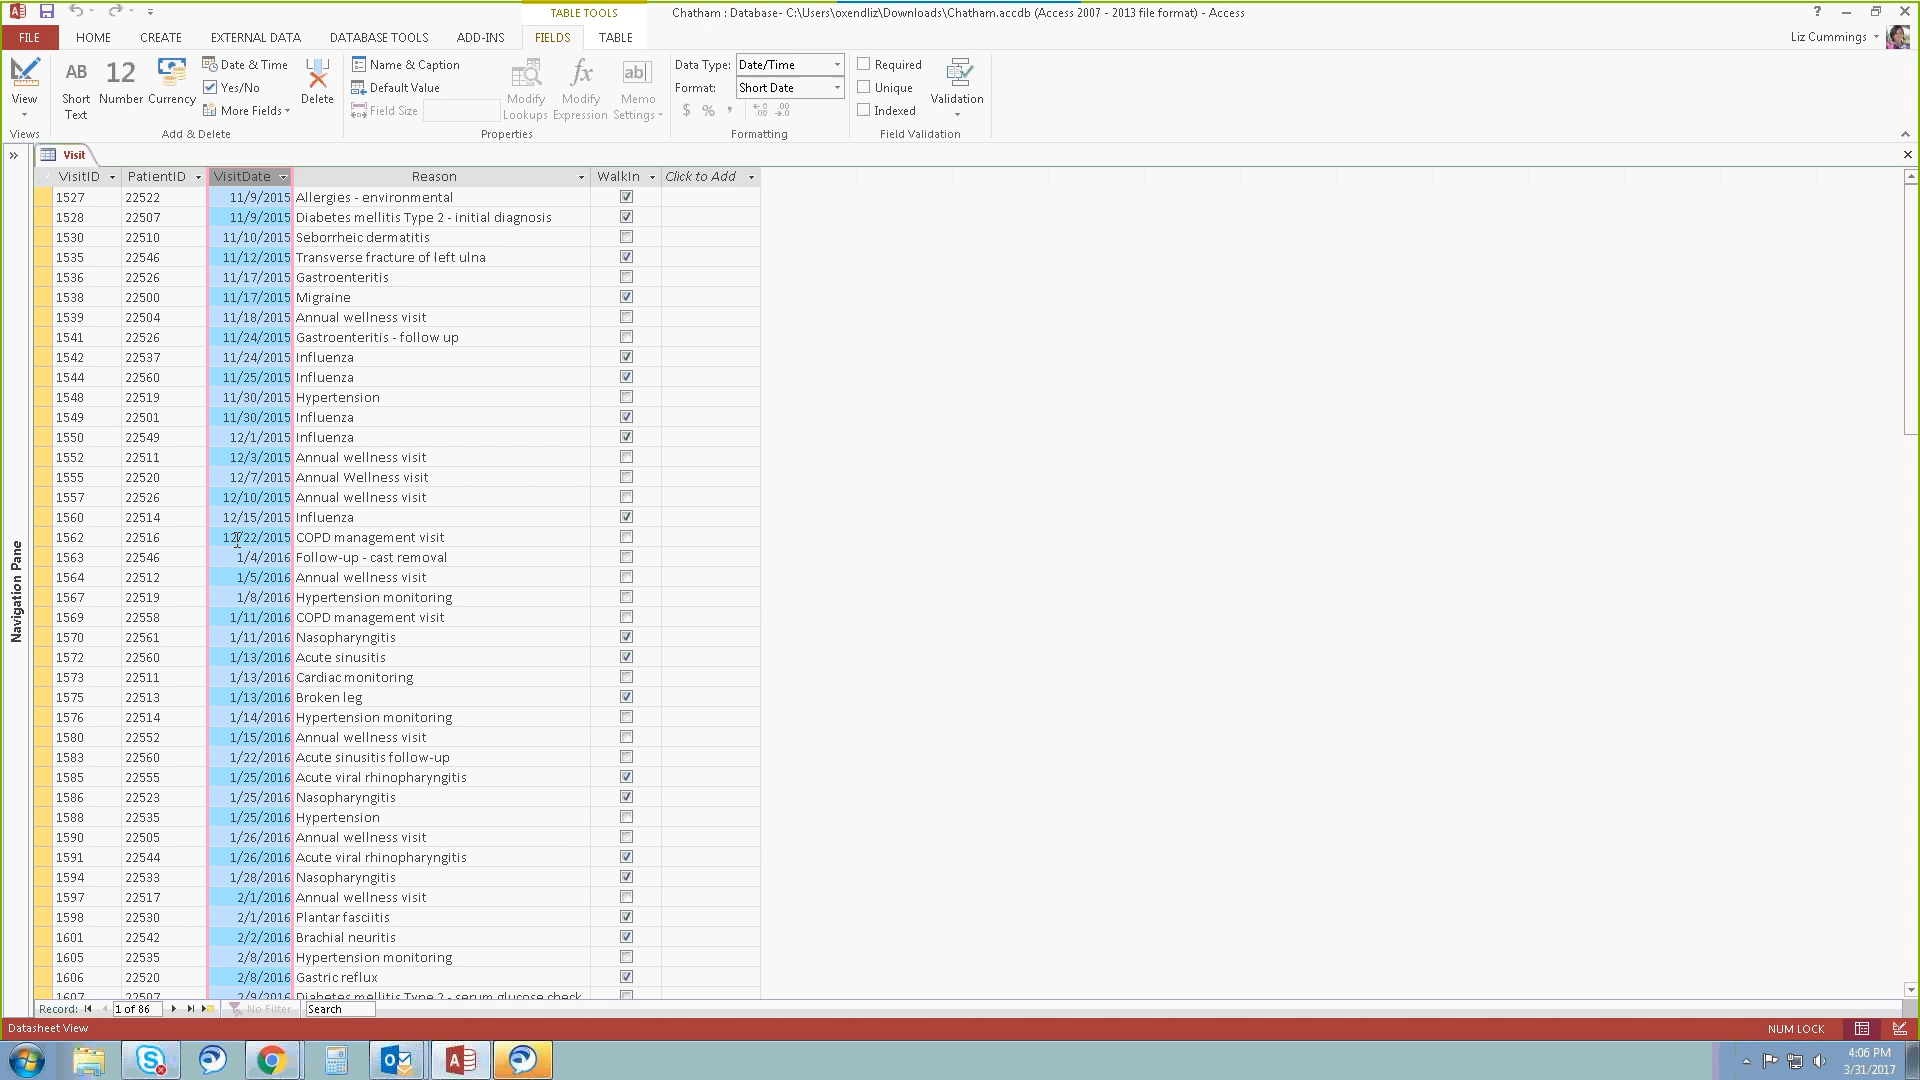 TABLE TOOLS
Chatham : Database- C:\Users\oxendliz\Downloads\Chatham.accdb (Access 2007 - 2013 file format) - Access
?
FILE HOME CREATE EXTERNAL DATA DATABASE TOOLS ADD-INS FIELDS TABLE
Liz Cummings
View
Views
AB Short Text
12 Number
Currency
Date & Time
Yes/No
More Fields
Delete
Add & Delete
Name & Caption
Default Value
Field Size
Modify Lookups
fx Modify Expression
ab Memo Settings
Properties
Data Type: Date/Time
Format: Short Date
$ % , .00 .00
Formatting
Required
Unique
Indexed
Validation
Field Validation
Visit
Navigation Pane
VisitID PatientID VisitDate Reason WalkIn Click to Add
1527 22522 11/9/2015 Allergies - environmental
1528 22507 11/9/2015 Diabetes mellitis Type 2 - initial diagnosis
1530 22510 11/10/2015 Seborrheic dermatitis
1535 22546 11/12/2015 Transverse fracture of left ulna
1536 22526 11/17/2015 Gastroenteritis
1538 22500 11/17/2015 Migraine
1539 22504 11/18/2015 Annual wellness visit
1541 22526 11/24/2015 Gastroenteritis - follow up
1542 22537 11/24/2015 Influenza
1544 22560 11/25/2015 Influenza
1548 22519 11/30/2015 Hypertension
1549 22501 11/30/2015 Influenza
1550 22549 12/1/2015 Influenza
1552 22511 12/3/2015 Annual wellness visit
1555 22520 12/7/2015 Annual Wellness visit
1557 22526 12/10/2015 Annual wellness visit
1560 22514 12/15/2015 Influenza
1562 22516 12/22/2015 COPD management visit
1563 22546 1/4/2016 Follow-up - cast removal
1564 22512 1/5/2016 Annual wellness visit
1567 22519 1/8/2016 Hypertension monitoring
1569 22558 1/11/2016 COPD management visit
1570 22561 1/11/2016 Nasopharyngitis
1572 22560 1/13/2016 Acute sinusitis
1573 22511 1/13/2016 Cardiac monitoring
1575 22513 1/13/2016 Broken leg
1576 22514 1/14/2016 Hypertension monitoring
1580 22552 1/15/2016 Annual wellness visit
1583 22560 1/22/2016 Acute sinusitis follow-up
1585 22555 1/25/2016 Acute viral rhinopharyngitis
1586 22523 1/25/2016 Nasopharyngitis
1588 22535 1/25/2016 Hypertension
1590 22505 1/26/2016 Annual wellness visit
1591 22544 1/26/2016 Acute viral rhinopharyngitis
1594 22533 1/28/2016 Nasopharyngitis
1597 22517 2/1/2016 Annual wellness visit
1598 22530 2/1/2016 Plantar fasciitis
1601 22542 2/2/2016 Brachial neuritis
1605 22535 2/8/2016 Hypertension monitoring
1606 22520 2/8/2016 Gastric reflux
1607 22507 2/9/2016 Diabetes mellitis Type 2 - serum glucose check
Record: 1 of 86 No Filter Search
Datasheet View
NUM LOCK
4:06 PM
3/31/2017